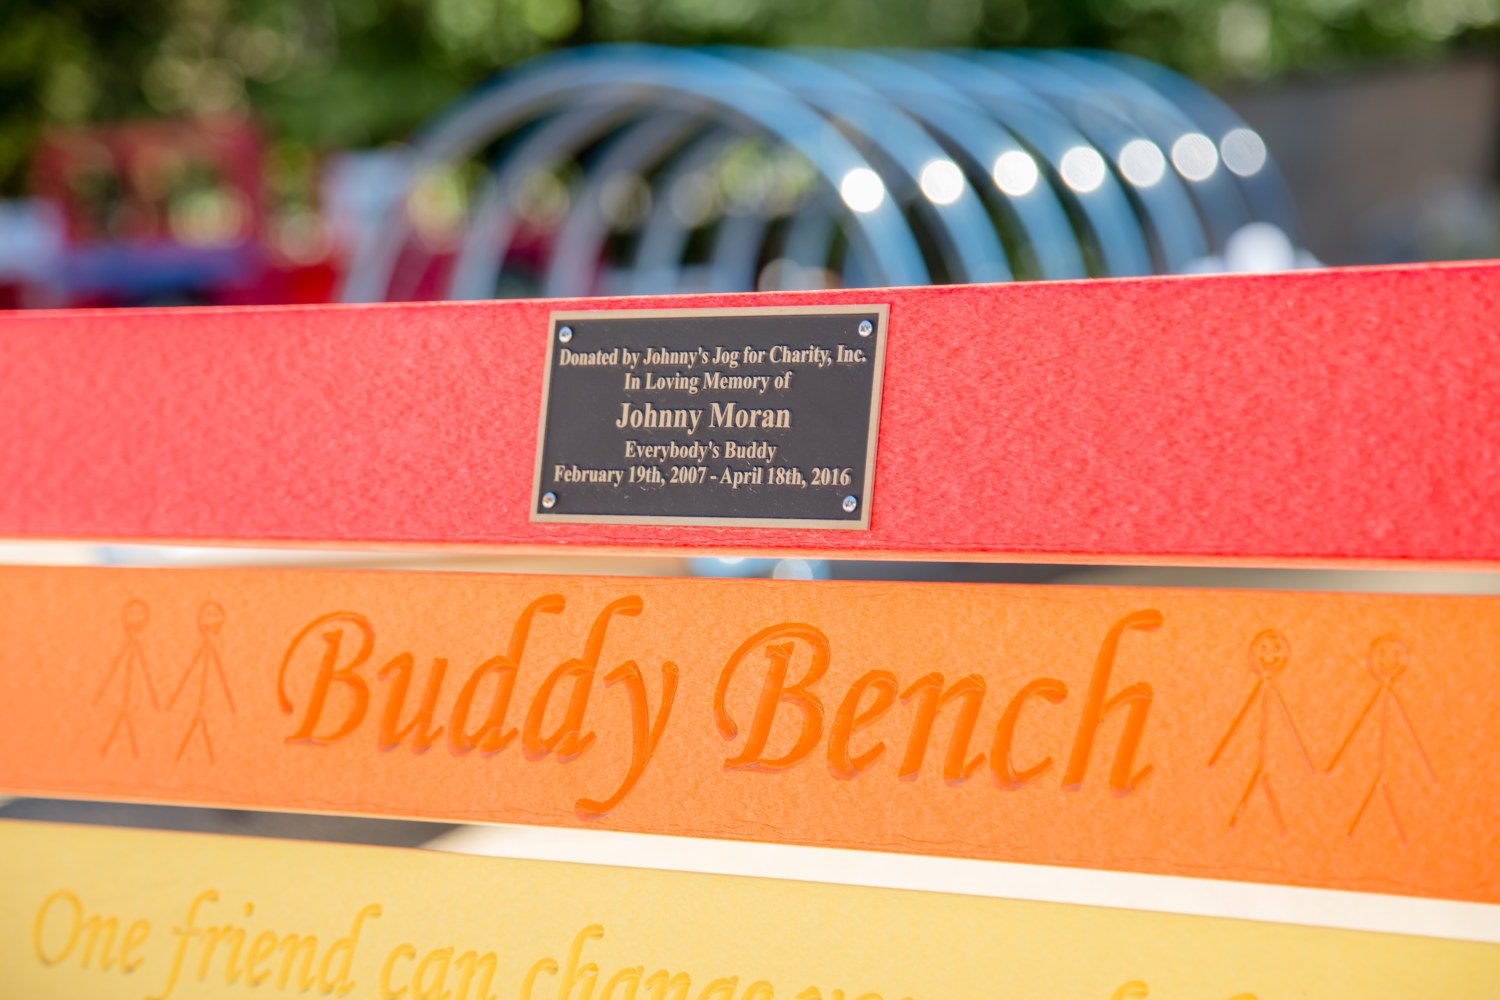 Donated by Johnny's Jog for Charity, Inc.
In Loving Memory of
Johnny Moran
Everybody's Buddy
February 19th, 2007 - April 18th, 2016
Buddy Bench
One friend can change